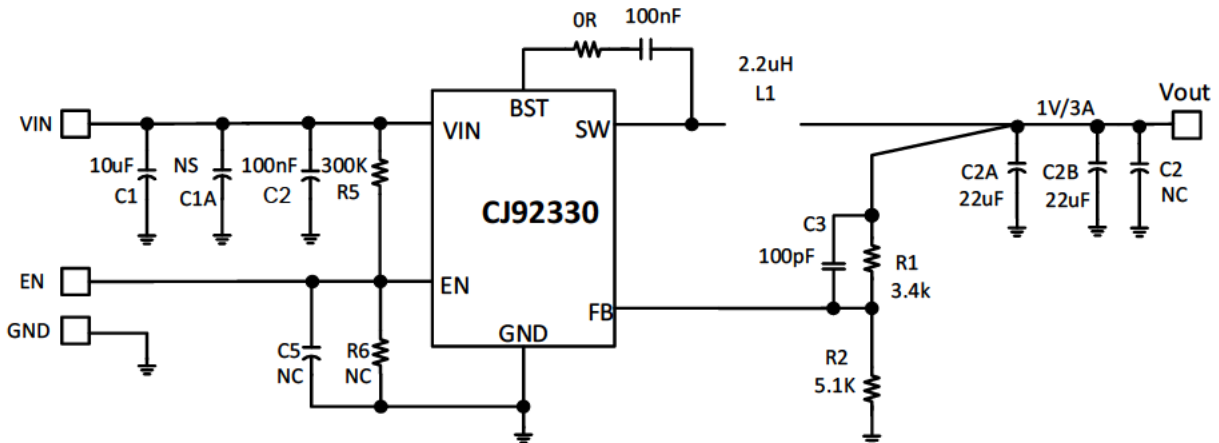 0R
100nF
2.2uH
L1
Vout
1V/3A
VIN
VIN
BST
SW
10uF
C1
NS
C1A
100nF
C2
300K
R5
CJ92330
C2A
22uF
C2B
22uF
C2
NC
C3
100pF
R1
3.4k
EN
EN
FB
GND
GND
C5
NC
R6
NC
R2
5.1K